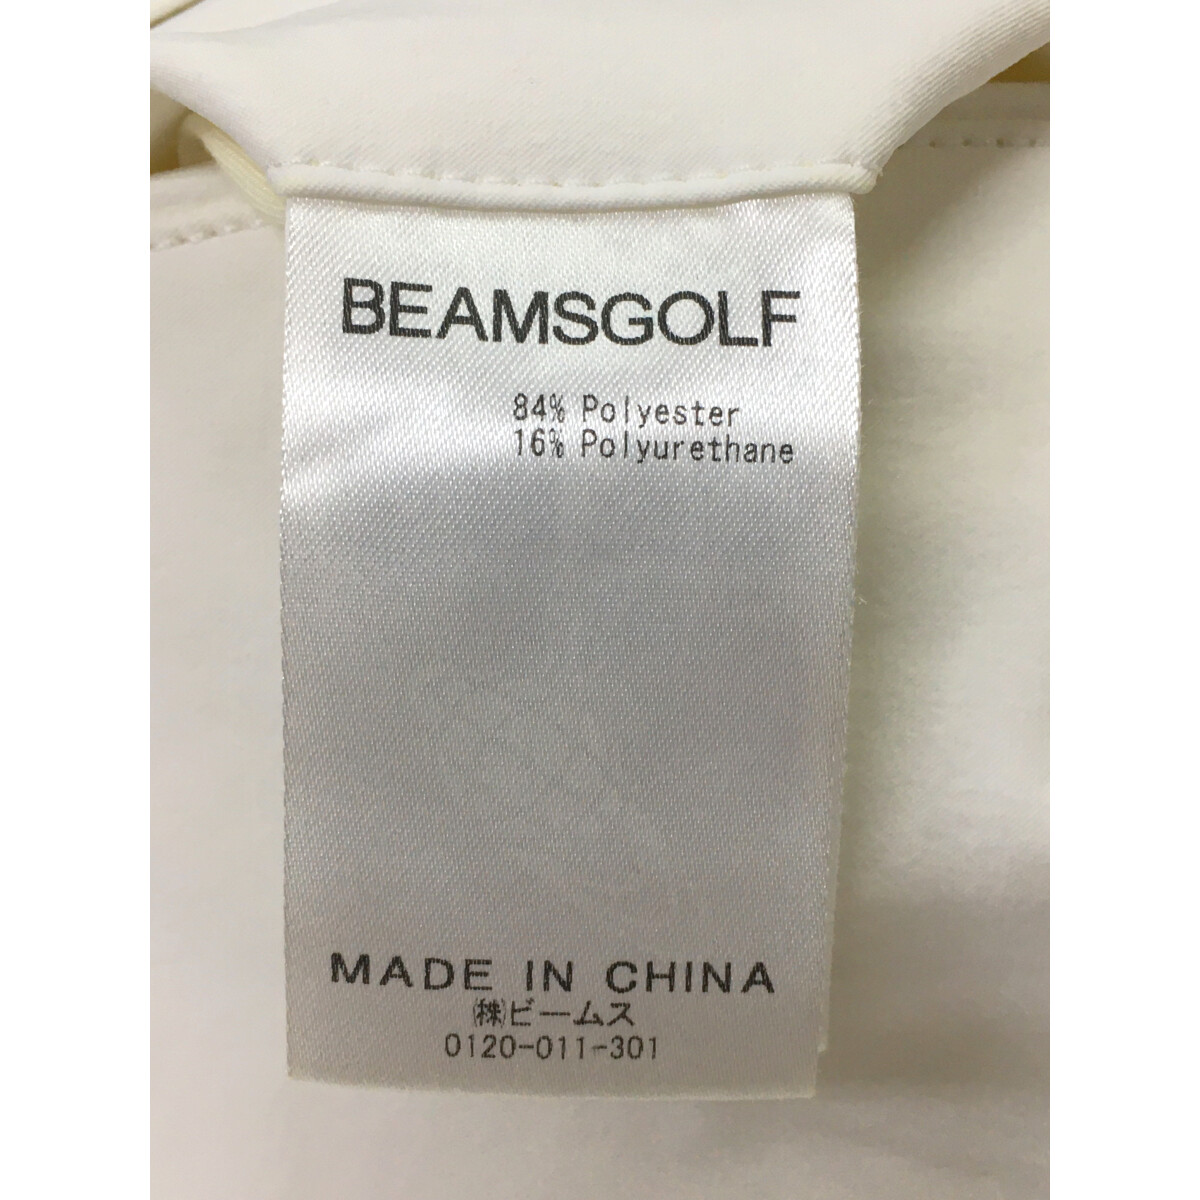 BEAMSGOLF
84% Polyester
16% Polyurethane
MADE IN CHINA
㈱ビームス
0120-011-301